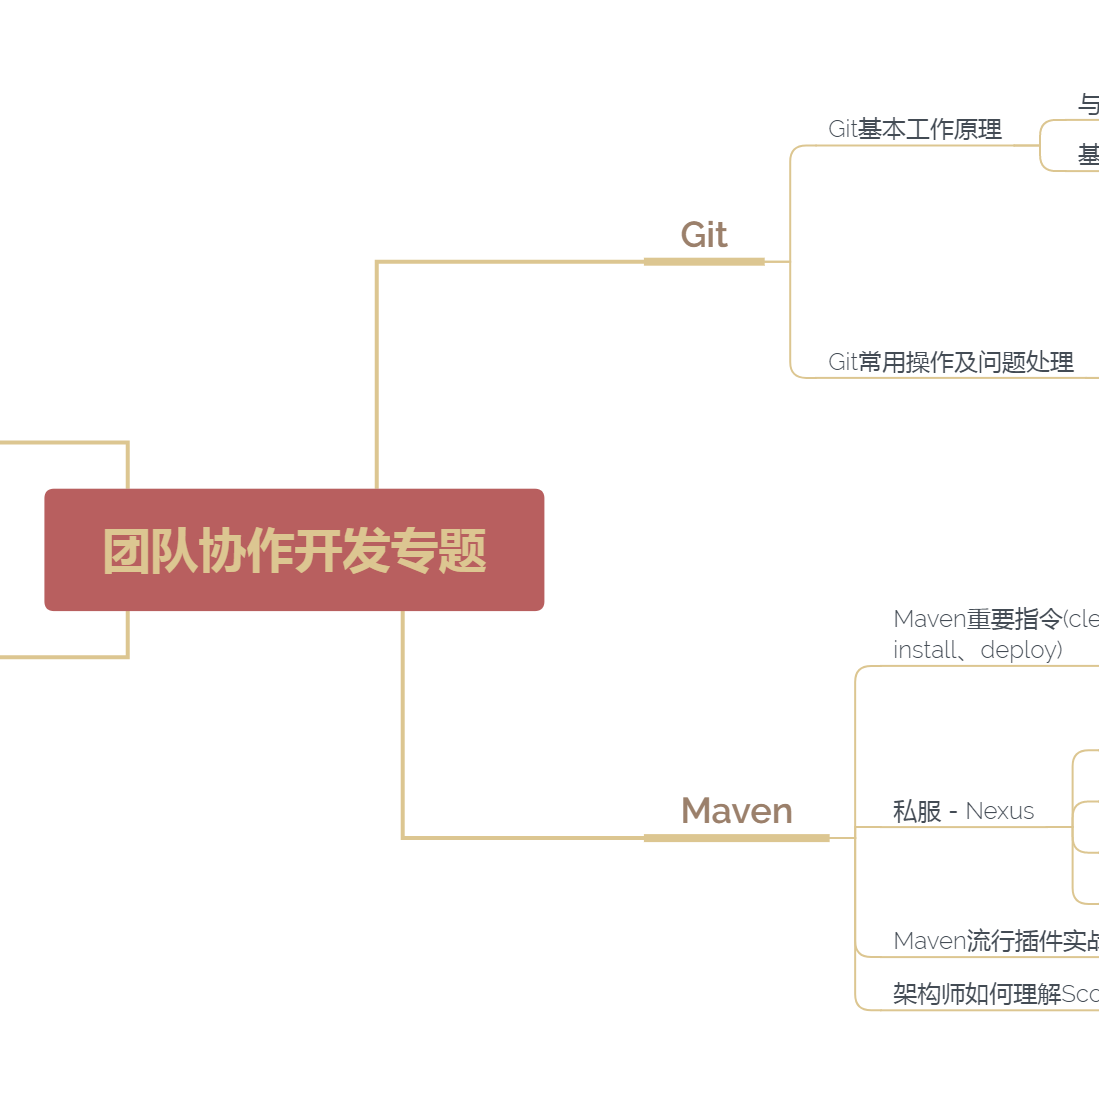 与
基
Git基本工作原理
Git
Git常用操作及问题处理
团队协作开发专题
Maven重要指令(cle
install、deploy)
Maven
私服 - Nexus
Maven流行插件实战
架构师如何理解Sco